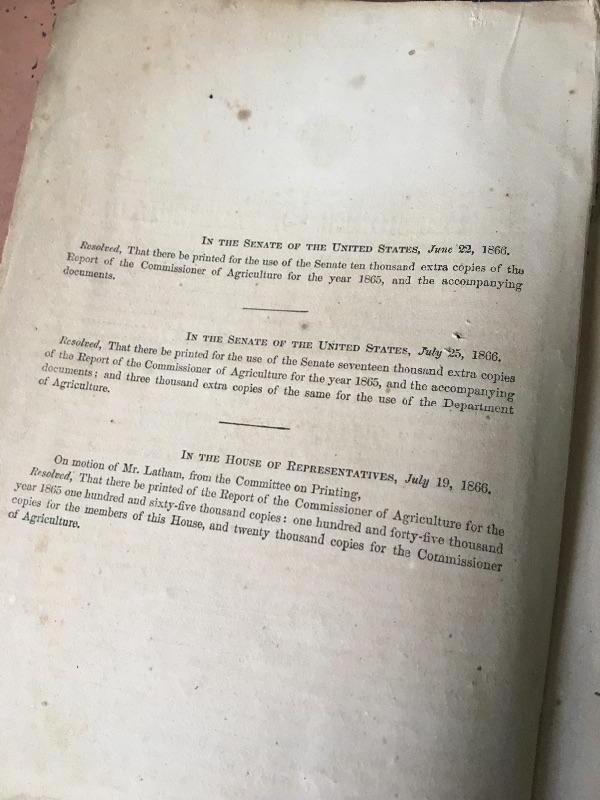 IN THE SENATE OF THE UNITED STATES, June 22, 1866.
Resolved, That there be printed for the use of the Senate ten thousand extra copies of the
Report of the Commissioner of Agriculture for the year 1865, and the accompanying
documents.
IN THE SENATE OF THE UNITED STATES, July 25, 1866.
Resolved, That there be printed for the use of the Senate seventeen thousand extra copies
of the Report of the Commissioner of Agriculture for the year 1865, and the accompanying
documents; and three thousand extra copies of the same for the use of the Department
of Agriculture.
IN THE HOUSE OF REPRESENTATIVES, July 19, 1866.
On motion of Mr. Latham, from the Committee on Printing,
Resolved, That there be printed of the Report of the Commissioner of Agriculture for the
year 1865 one hundred and sixty-five thousand copies: one hundred and forty-five thousand
copies for the members of this House, and twenty thousand copies for the Commissioner
of Agriculture.